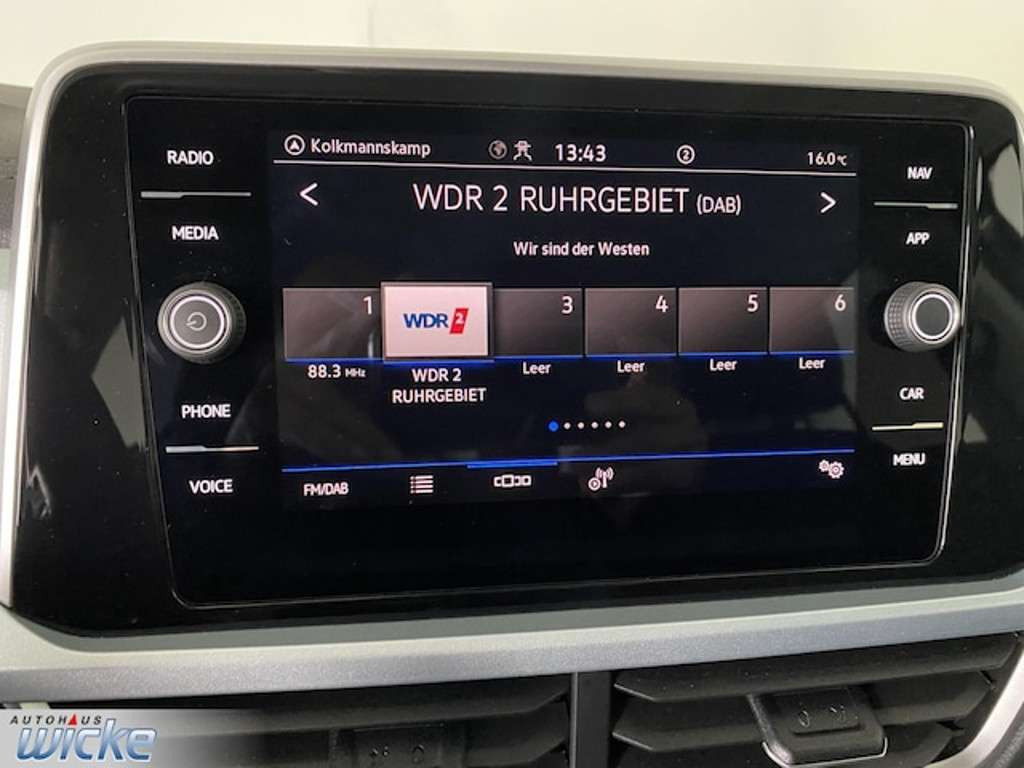 RADIO
MEDIA
PHONE
VOICE
Kolkmannskamp 13:43 2 16.0°C
< WDR 2 RUHRGEBIET (DAB) >
Wir sind der Westen
1 WDR 2 3 4 5 6
88.3 MHz WDR 2 RUHRGEBIET Leer Leer Leer Leer
FM/DAB
NAV
APP
CAR
MENU
AUTOHAUS
wicke